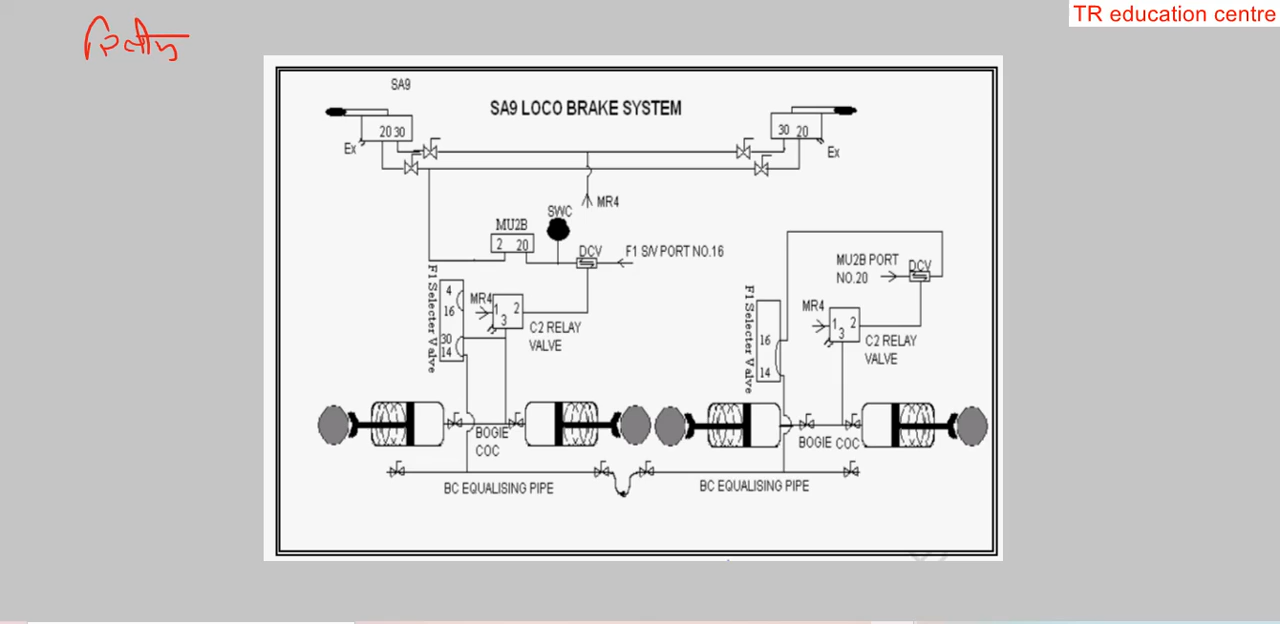 TR education centre
SA9
SA9 LOCO BRAKE SYSTEM
20 30
30 20
Ex
Ex
MR4
SWC
MU2B
2 20
DCV
F1 S/V PORT NO.16
F1 Selecter Valve
4
16
30
14
MR4
1 2
3
C2 RELAY
VALVE
MU2B PORT
NO.20
DCV
F1 Selecter Valve
16
14
MR4
1 2
3
C2 RELAY
VALVE
BOGIE
COC
BOGIE COC
BC EQUALISING PIPE
BC EQUALISING PIPE